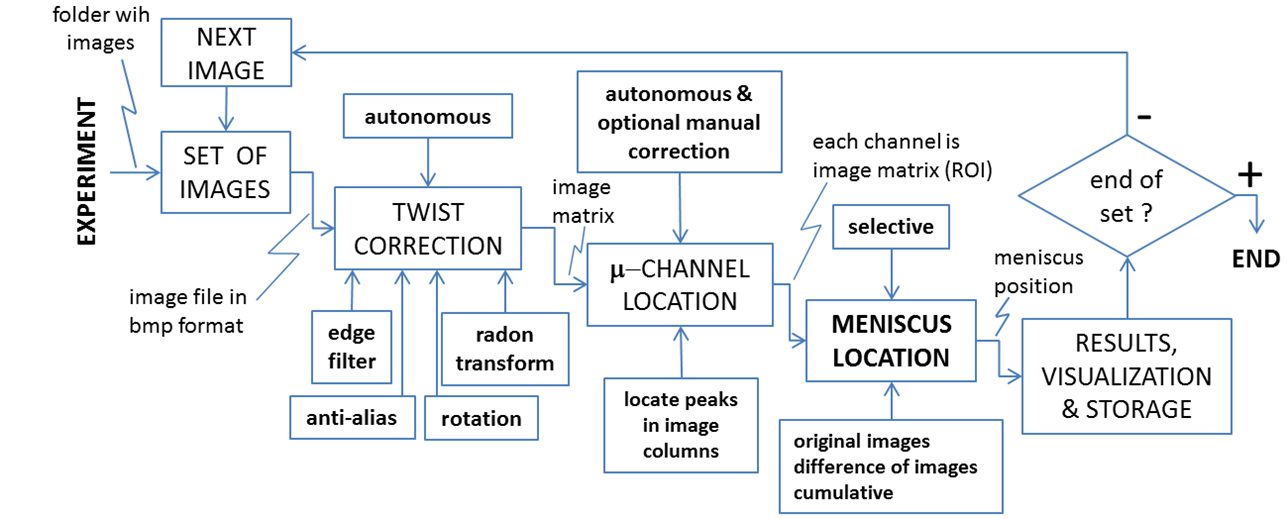 folder wih
images
NEXT
IMAGE
EXPERIMENT
SET OF
IMAGES
image file in
bmp format
autonomous
TWIST
CORRECTION
edge
filter
anti-alias
rotation
radon
transform
image
matrix
autonomous &
optional manual
correction
μ–CHANNEL
LOCATION
locate peaks
in image
columns
each channel is
image matrix (ROI)
selective
MENISCUS
LOCATION
original images
difference of images
cumulative
meniscus
position
RESULTS,
VISUALIZATION
& STORAGE
end of
set ?
-
+
END